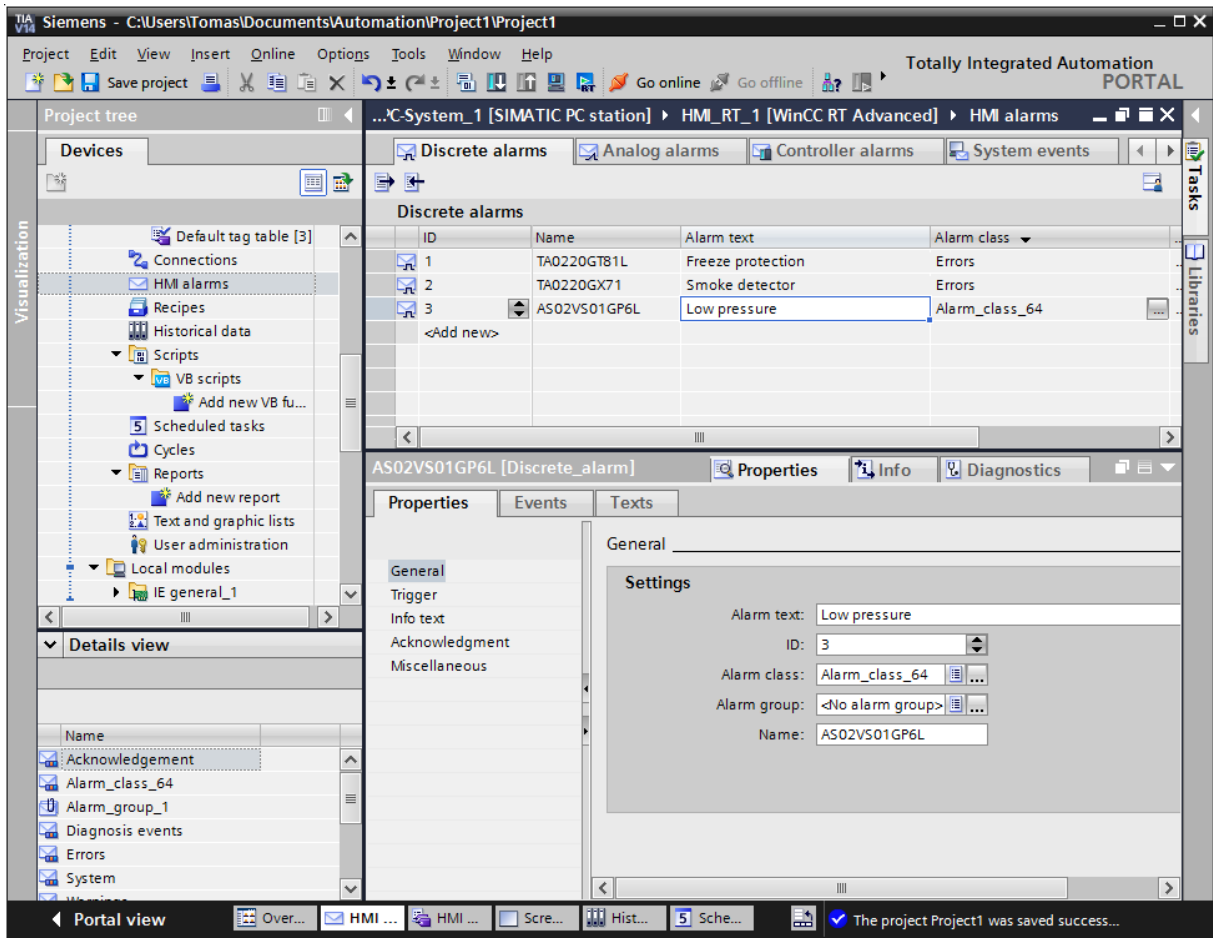 TIA V14 Siemens - C:\Users\Tomas\Documents\Automation\Project1\Project1
Project Edit View Insert Online Options Tools Window Help
Totally Integrated Automation
PORTAL
Save project Go online Go offline
Project tree
...'C-System_1 [SIMATIC PC station] HMI_RT_1 [WinCC RT Advanced] HMI alarms
Devices
Discrete alarms Analog alarms Controller alarms System events
Visualization
Tasks
Libraries
Default tag table [3]
Connections
HMI alarms
Recipes
Historical data
Scripts
VB scripts
Add new VB fu...
Scheduled tasks
Cycles
Reports
Add new report
Text and graphic lists
User administration
Local modules
IE general_1
Discrete alarms
ID Name Alarm text Alarm class
1 TA0220GT81L Freeze protection Errors
2 TA0220GX71 Smoke detector Errors
3 AS02VS01GP6L Low pressure Alarm_class_64 ...
<Add new>
AS02VS01GP6L [Discrete_alarm] Properties Info Diagnostics
Properties Events Texts
General
Trigger
Info text
Acknowledgment
Miscellaneous
General
Settings
Alarm text: Low pressure
ID: 3
Alarm class: Alarm_class_64 ...
Alarm group: <No alarm group> ...
Name: AS02VS01GP6L
Details view
Name
Acknowledgement
Alarm_class_64
Alarm_group_1
Diagnosis events
Errors
System
Portal view Over... HMI ... HMI ... Scre... Hist... Sche... The project Project1 was saved success...